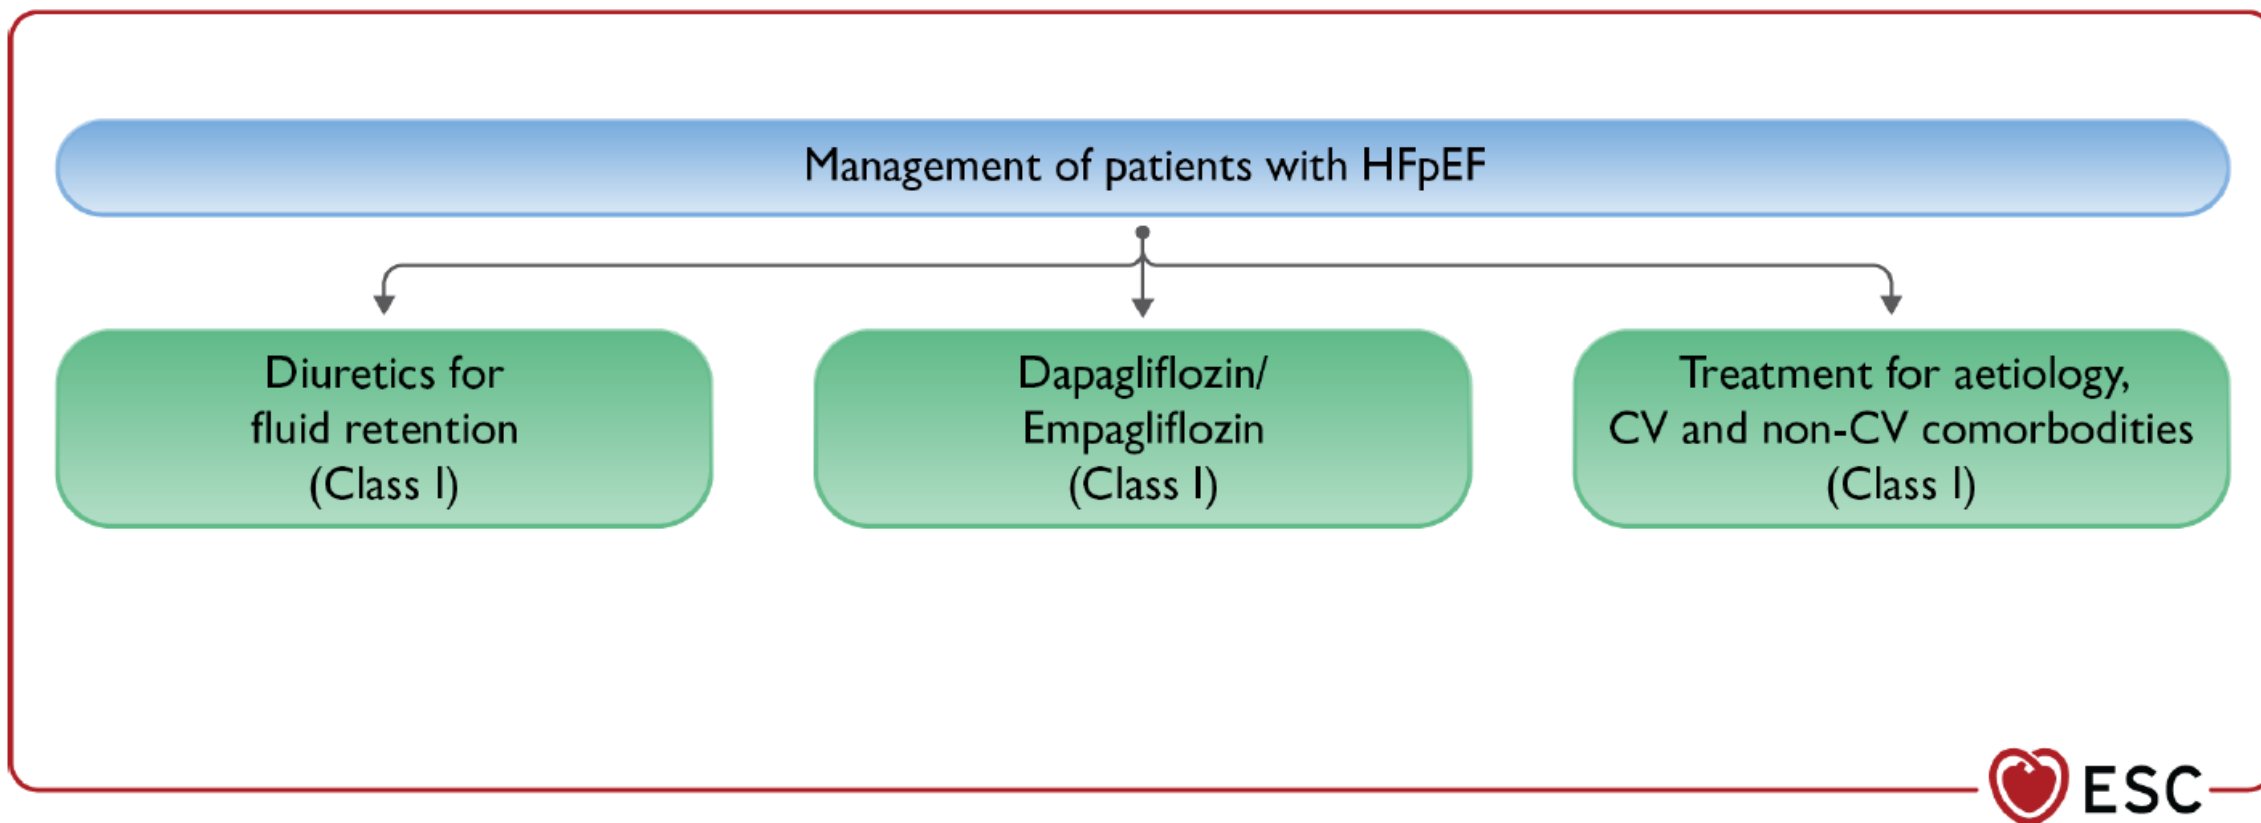 Management of patients with HFpEF
Diuretics for
fluid retention
(Class I)
Dapagliflozin/
Empagliflozin
(Class I)
Treatment for aetiology,
CV and non-CV comorbodities
(Class I)
ESC